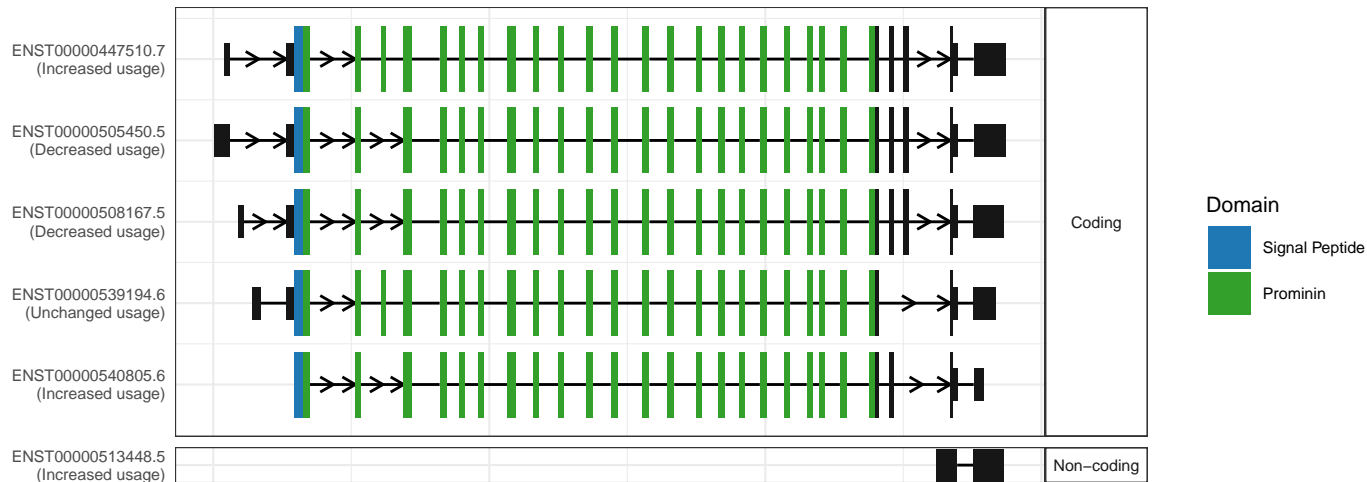 ENST00000447510.7
(Increased usage)
ENST00000505450.5
(Decreased usage)
ENST00000508167.5
(Decreased usage)
ENST00000539194.6
(Unchanged usage)
ENST00000540805.6
(Increased usage)
Coding
ENST00000513448.5
(Increased usage)
Non−coding
Domain
Signal Peptide
Prominin